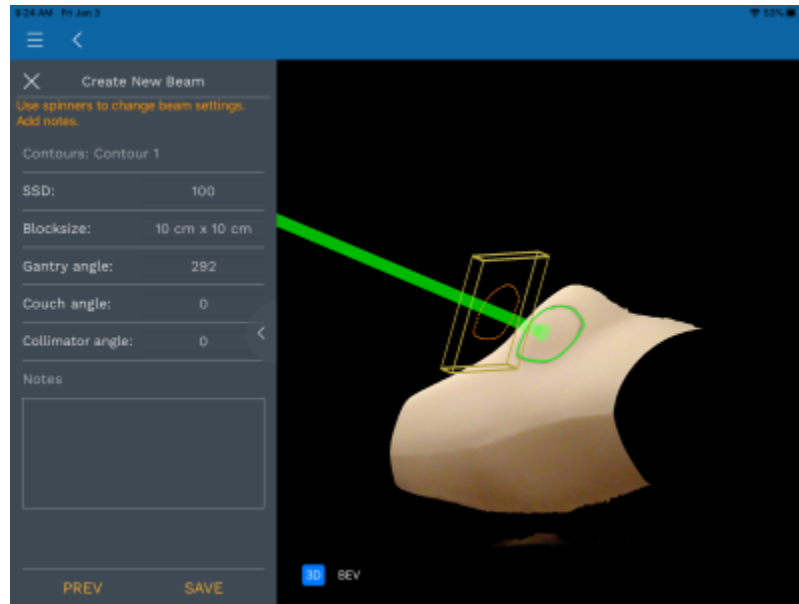 9:24 AM Fri Jan 3
53%
Create New Beam
Use spinners to change beam settings.
Add notes.
Contours: Contour 1
SSD: 100
Blocksize: 10 cm x 10 cm
Gantry angle: 292
Couch angle: 0
Collimator angle: 0
Notes
PREV SAVE
3D BEV